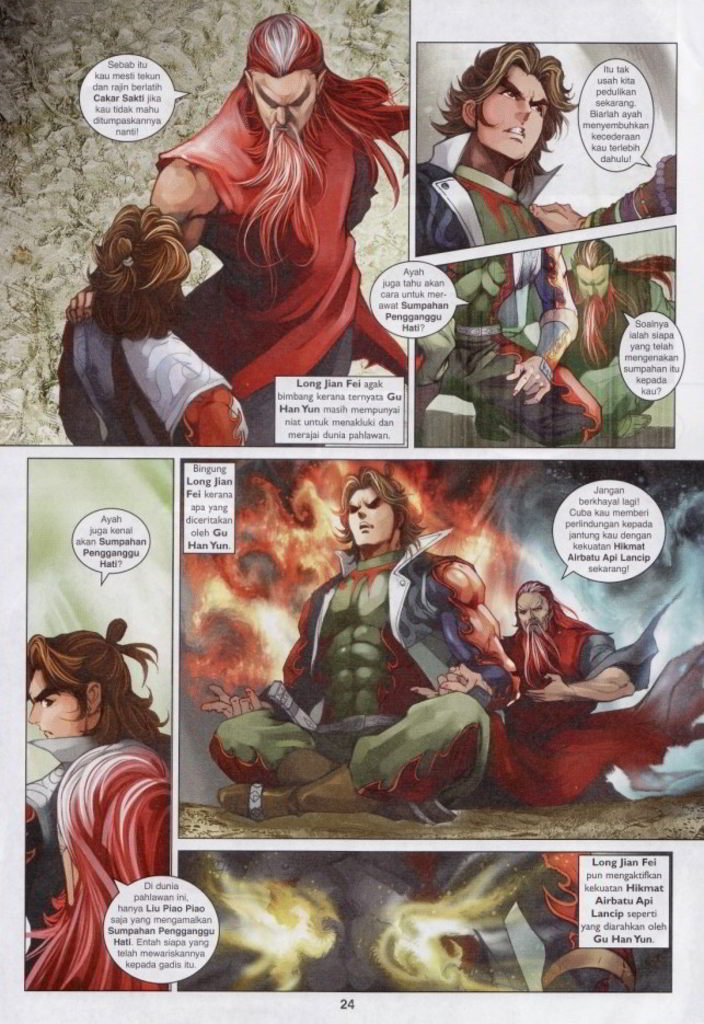 Sebab itu
kau mesti tekun
dan rajin berlatih
Cakar Sakti jika
kau tidak mahu
ditumpaskannya
nanti!
Itu tak
usah kita
pedulikan
sekarang.
Biarlah ayah
menyembuhkan
kecederaan
kau terlebih
dahulu!
Ayah
juga tahu akan
cara untuk mer-
awat Sumpahan
Pengganggu
Hati?
Soalnya
ialah siapa
yang telah
mengenakan
sumpahan itu
kepada
kau?
Long Jian Fei agak
bimbang kerana ternyata Gu
Han Yun masih mempunyai
niat untuk menakluki dan
merajai dunia pahlawan.
Ayah
juga kenal
akan Sumpahan
Pengganggu
Hati?
Di dunia
pahlawan ini,
hanya Liu Piao Piao
saja yang mengamalkan
Sumpahan Pengganggu
Hati. Entah siapa yang
telah mewariskannya
kepada gadis itu.
Bingung
Long Jian
Fei kerana
apa yang
diceritakan
oleh Gu
Han Yun.
Jangan
berkhayal lagi!
Cuba kau memberi
perlindungan kepada
jantung kau dengan
kekuatan Hikmat
Airbatu Api Lancip
sekarang!
Long Jian Fei
pun mengaktifkan
kekuatan Hikmat
Airbatu Api
Lancip seperti
yang diarahkan oleh
Gu Han Yun.
24